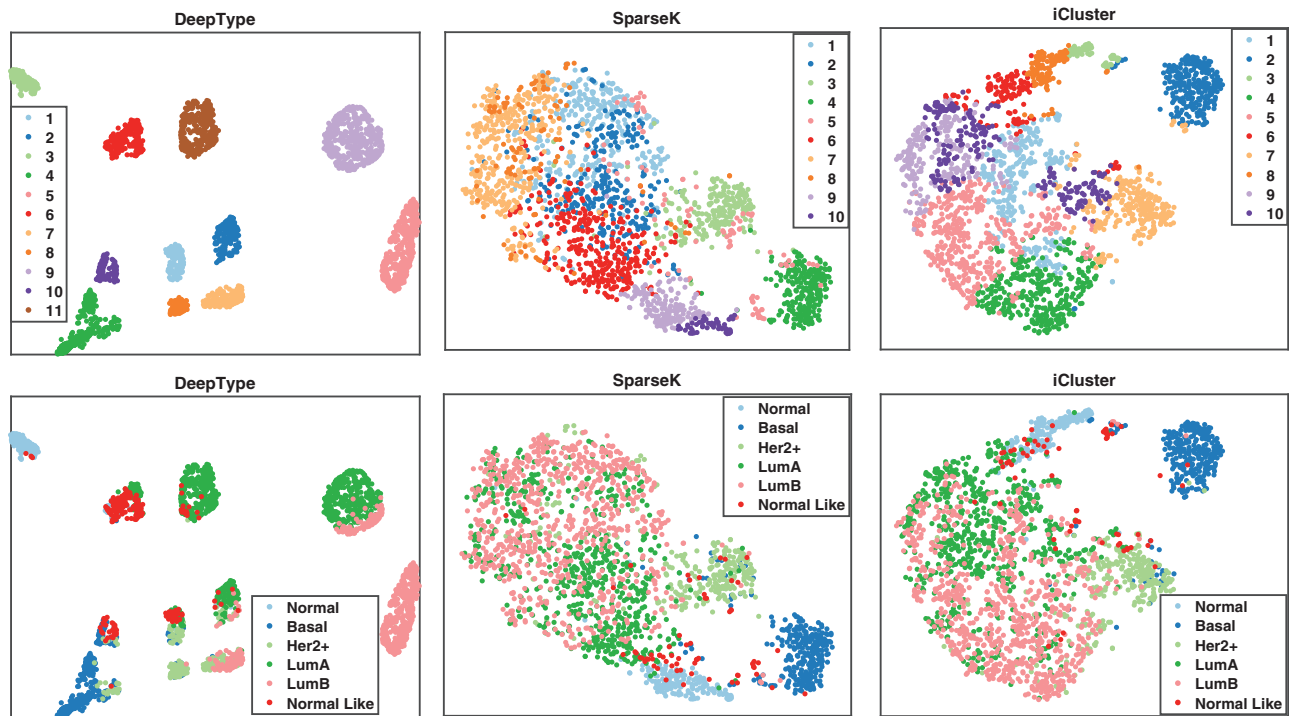 DeepType
1
2
3
4
5
6
7
8
9
10
11
SparseK
1
2
3
4
5
6
7
8
9
10
iCluster
1
2
3
4
5
6
7
8
9
10
DeepType
Normal
Basal
Her2+
LumA
LumB
Normal Like
SparseK
Normal
Basal
Her2+
LumA
LumB
Normal Like
iCluster
Normal
Basal
Her2+
LumA
LumB
Normal Like